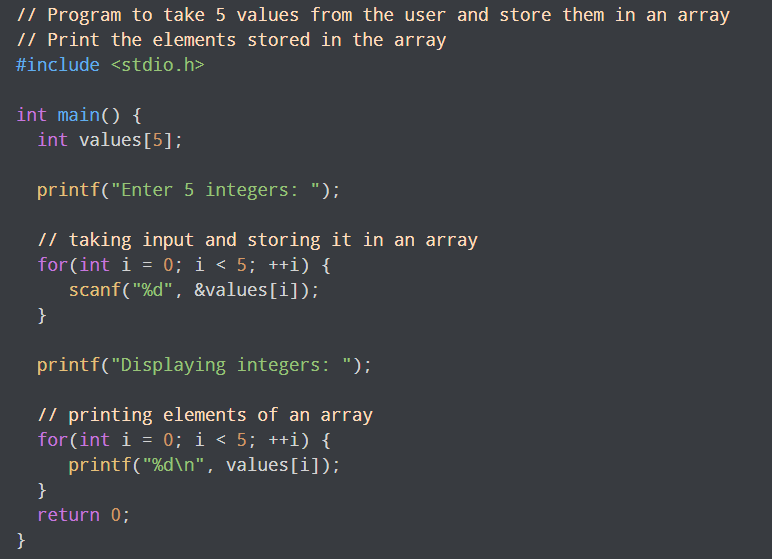 // Program to take 5 values from the user and store them in an array
// Print the elements stored in the array
#include <stdio.h>

int main() {
  int values[5];

  printf("Enter 5 integers: ");

  // taking input and storing it in an array
  for(int i = 0; i < 5; ++i) {
     scanf("%d", &values[i]);
  }

  printf("Displaying integers: ");

  // printing elements of an array
  for(int i = 0; i < 5; ++i) {
     printf("%d\n", values[i]);
  }
  return 0;
}